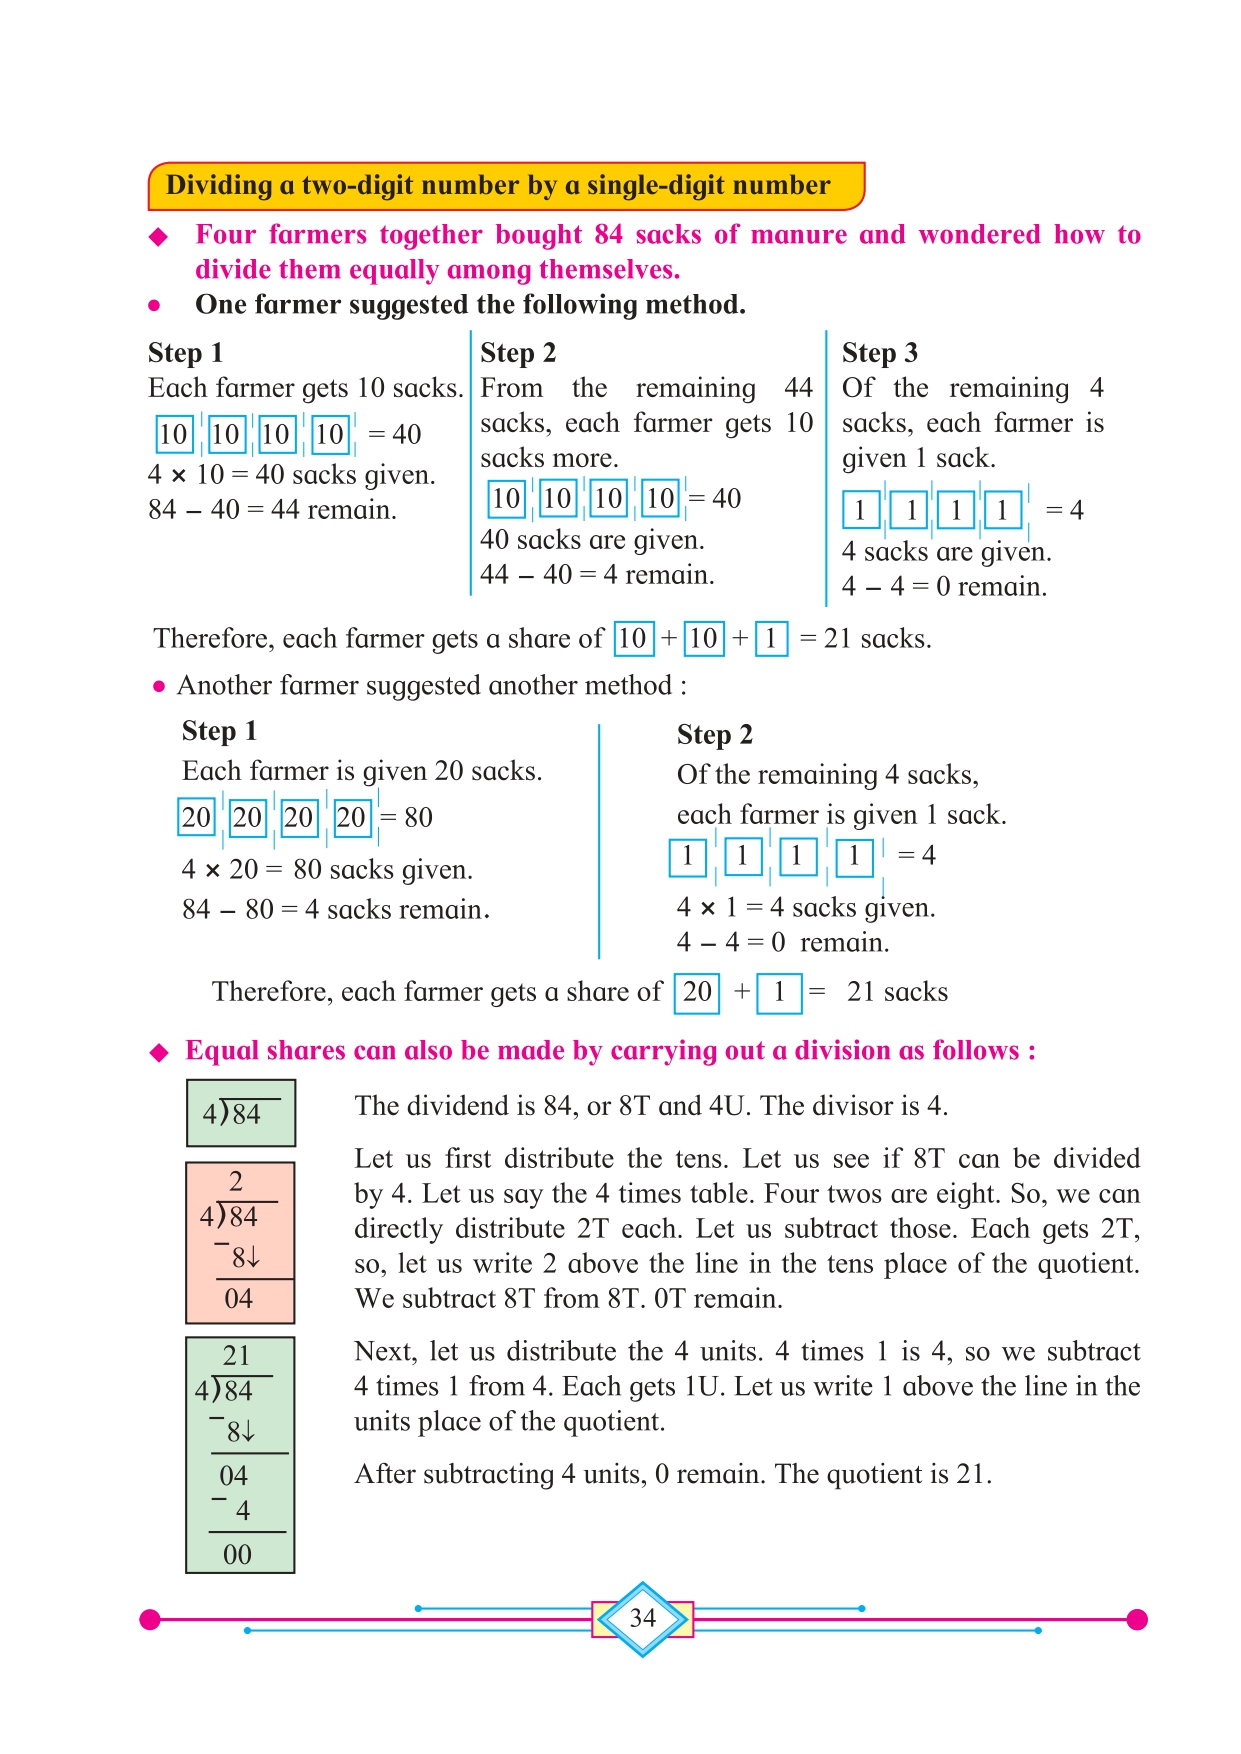 Dividing a two-digit number by a single-digit number
◆ Four farmers together bought 84 sacks of manure and wondered how to
divide them equally among themselves.
● One farmer suggested the following method.
Step 1
Each farmer gets 10 sacks.
10 10 10 10 = 40
4 × 10 = 40 sacks given.
84 – 40 = 44 remain.
Step 2
From the remaining 44
sacks, each farmer gets 10
sacks more.
10 10 10 10 = 40
40 sacks are given.
44 – 40 = 4 remain.
Step 3
Of the remaining 4
sacks, each farmer is
given 1 sack.
1 1 1 1 = 4
4 sacks are given.
4 – 4 = 0 remain.
Therefore, each farmer gets a share of 10 + 10 + 1 = 21 sacks.
● Another farmer suggested another method :
Step 1
Each farmer is given 20 sacks.
20 20 20 20 = 80
4 × 20 = 80 sacks given.
84 – 80 = 4 sacks remain.
Step 2
Of the remaining 4 sacks,
each farmer is given 1 sack.
1 1 1 1 = 4
4 × 1 = 4 sacks given.
4 – 4 = 0 remain.
Therefore, each farmer gets a share of 20 + 1 = 21 sacks
◆ Equal shares can also be made by carrying out a division as follows :
4)84
The dividend is 84, or 8T and 4U. The divisor is 4.
2
4)84
–8↓
04
Let us first distribute the tens. Let us see if 8T can be divided
by 4. Let us say the 4 times table. Four twos are eight. So, we can
directly distribute 2T each. Let us subtract those. Each gets 2T,
so, let us write 2 above the line in the tens place of the quotient.
We subtract 8T from 8T. 0T remain.
21
4)84
–8↓
04
– 4
00
Next, let us distribute the 4 units. 4 times 1 is 4, so we subtract
4 times 1 from 4. Each gets 1U. Let us write 1 above the line in the
units place of the quotient.
After subtracting 4 units, 0 remain. The quotient is 21.
34